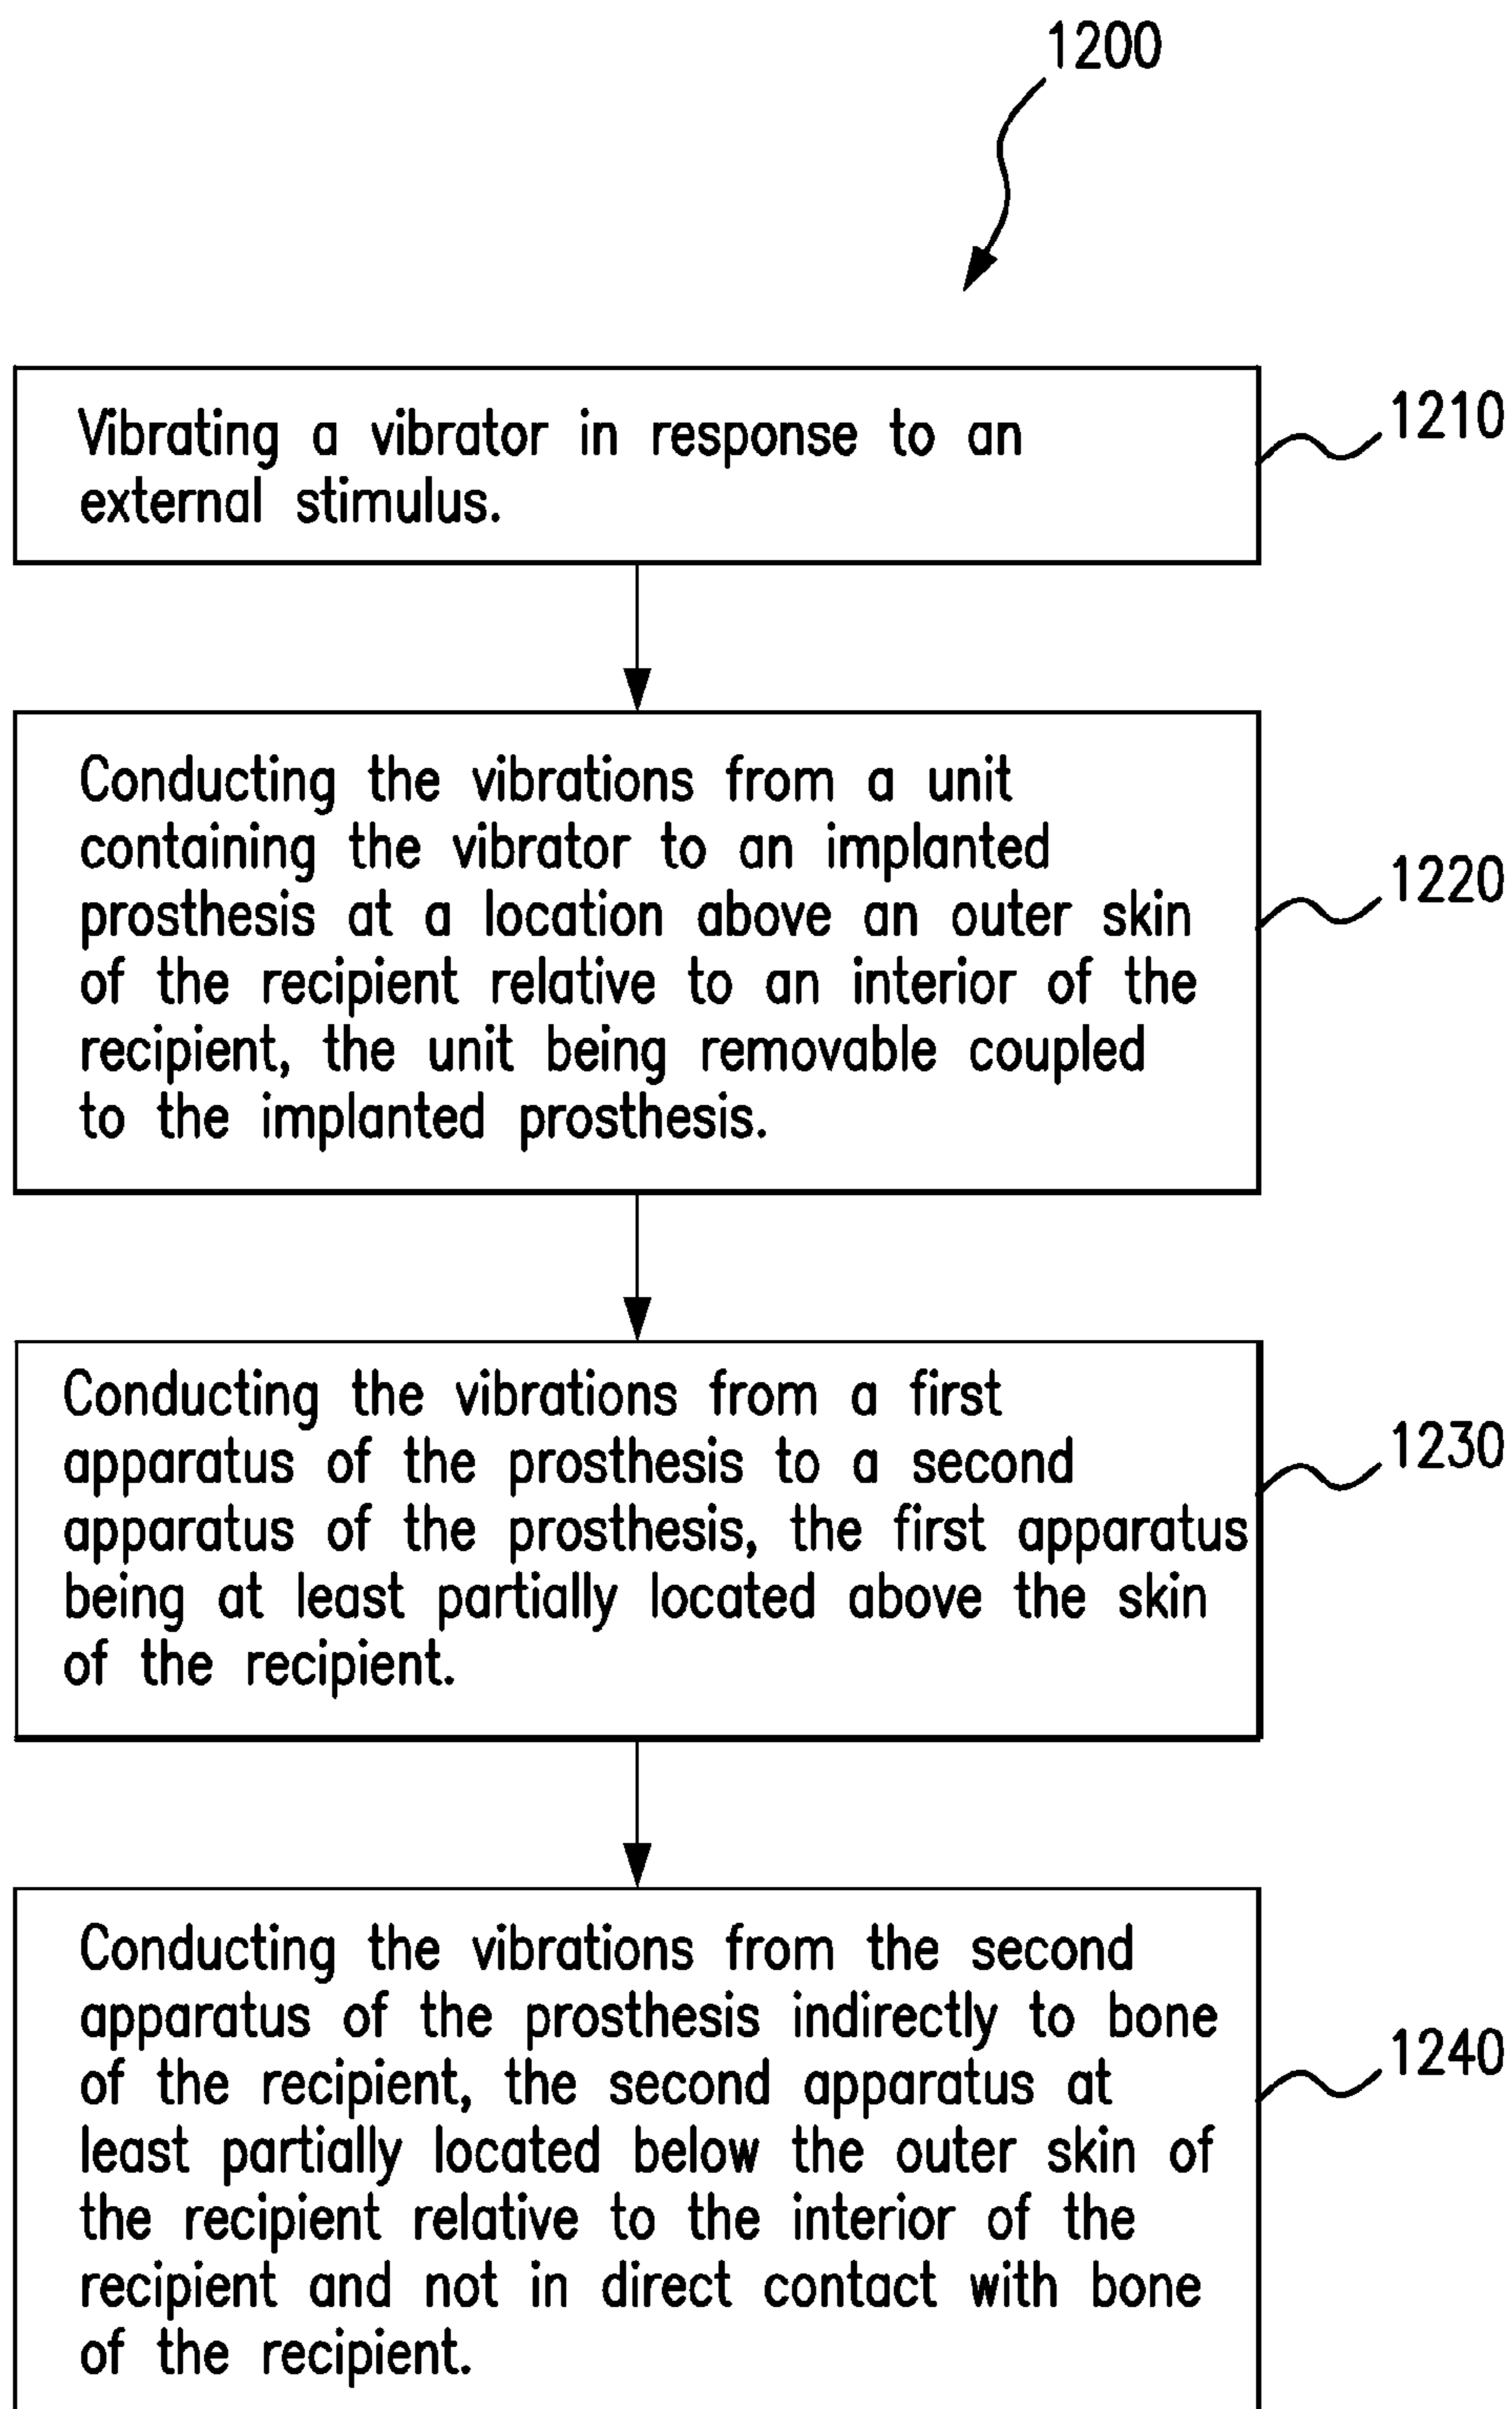 1200
Vibrating a vibrator in response to an
external stimulus.
1210
Conducting the vibrations from a unit
containing the vibrator to an implanted
prosthesis at a location above an outer skin
of the recipient relative to an interior of the
recipient, the unit being removable coupled
to the implanted prosthesis.
1220
Conducting the vibrations from a first
apparatus of the prosthesis to a second
apparatus of the prosthesis, the first apparatus
being at least partially located above the skin
of the recipient.
1230
Conducting the vibrations from the second
apparatus of the prosthesis indirectly to bone
of the recipient, the second apparatus at
least partially located below the outer skin of
the recipient relative to the interior of the
recipient and not in direct contact with bone
of the recipient.
1240